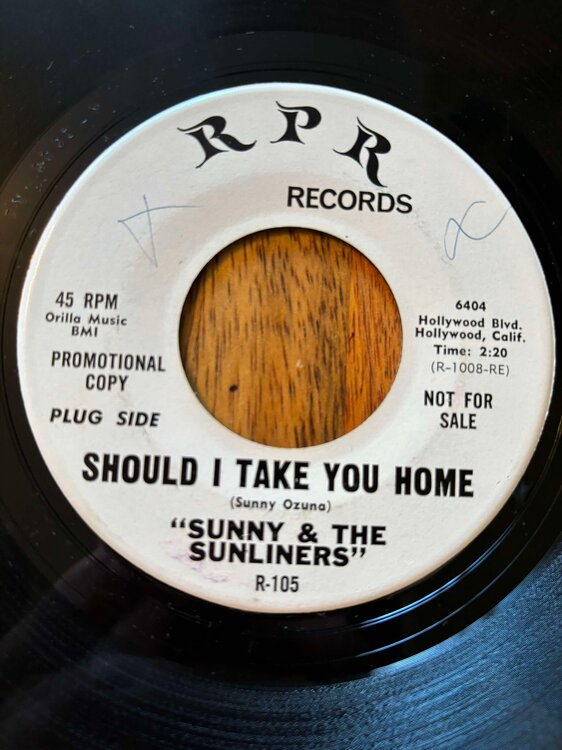 RPR
RECORDS
45 RPM
Orilla Music
BMI
PROMOTIONAL
COPY
PLUG SIDE
6404
Hollywood Blvd.
Hollywood, Calif.
Time: 2:20
(R-1008-RE)
NOT FOR
SALE
SHOULD I TAKE YOU HOME
(Sunny Ozuna)
"SUNNY & THE
SUNLINERS"
R-105